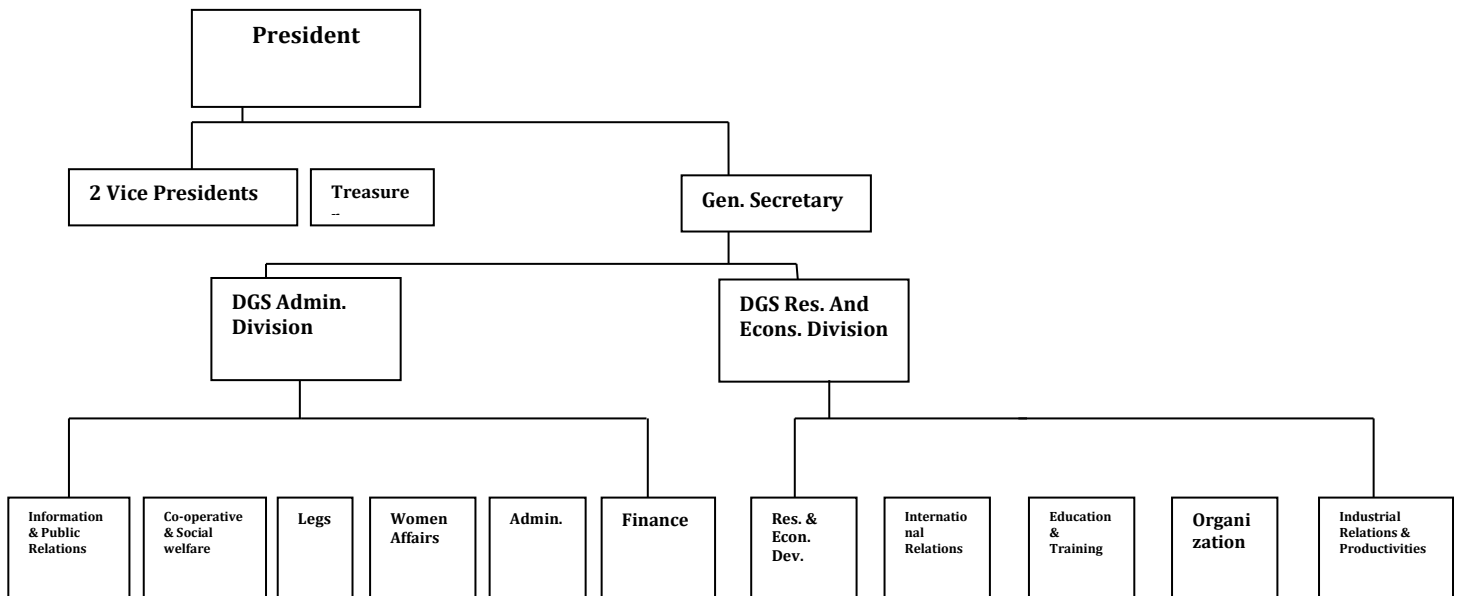 President
2 Vice Presidents
Treasure
Gen. Secretary
DGS Admin.
Division
DGS Res. And
Econs. Division
Information
& Public
Relations
Co-operative
& Social
welfare
Legs
Women
Affairs
Admin.
Finance
Res. &
Econ.
Dev.
Internatio
nal
Relations
Education
&
Training
Organi
zation
Industrial
Relations &
Productivities